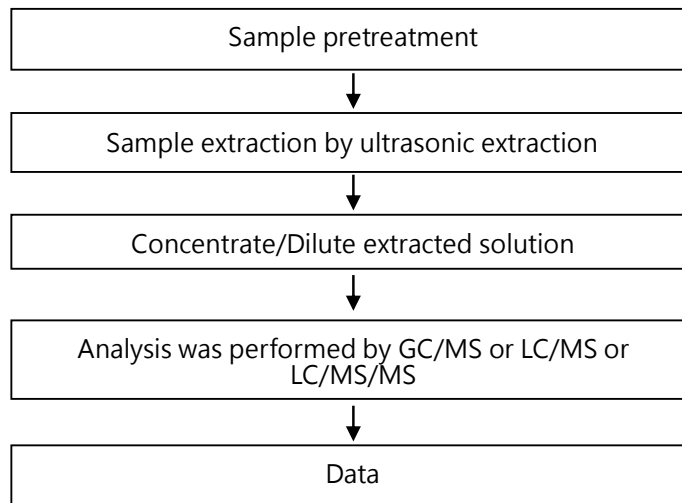 Sample pretreatment
Sample extraction by ultrasonic extraction
Concentrate/Dilute extracted solution
Analysis was performed by GC/MS or LC/MS or
LC/MS/MS
Data